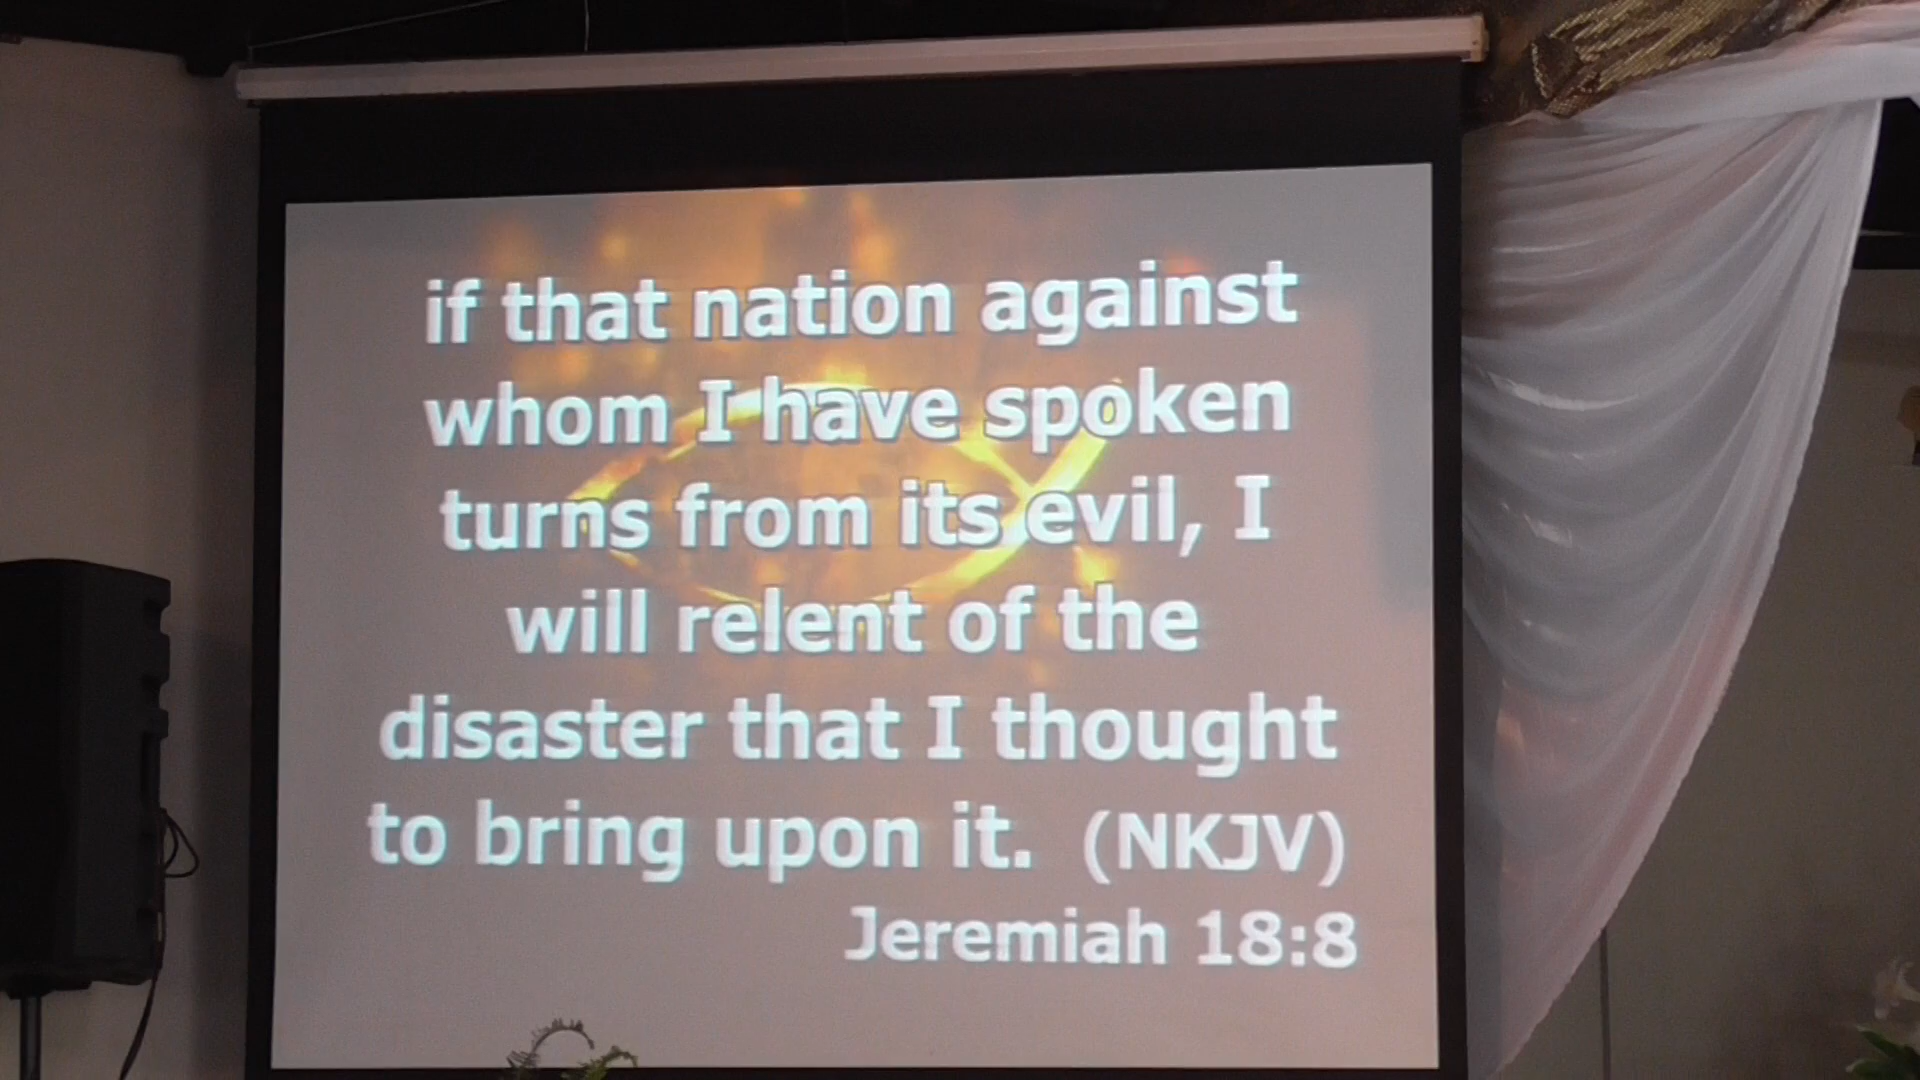 if that nation against
whom I have spoken
turns from its evil, I
will relent of the
disaster that I thought
to bring upon it. (NKJV)
Jeremiah 18:8